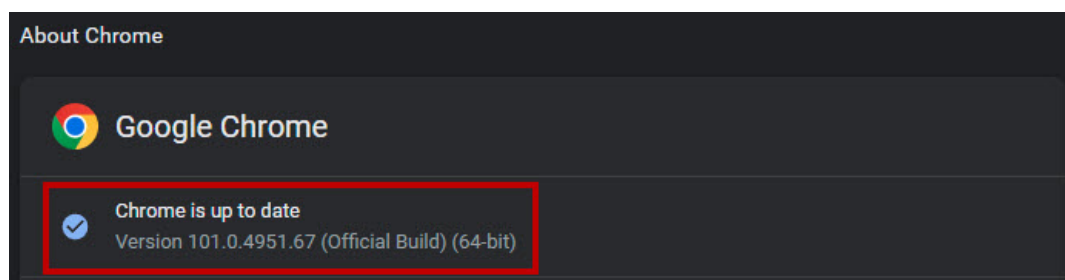 About Chrome
Google Chrome
Chrome is up to date
Version 101.0.4951.67 (Official Build) (64-bit)